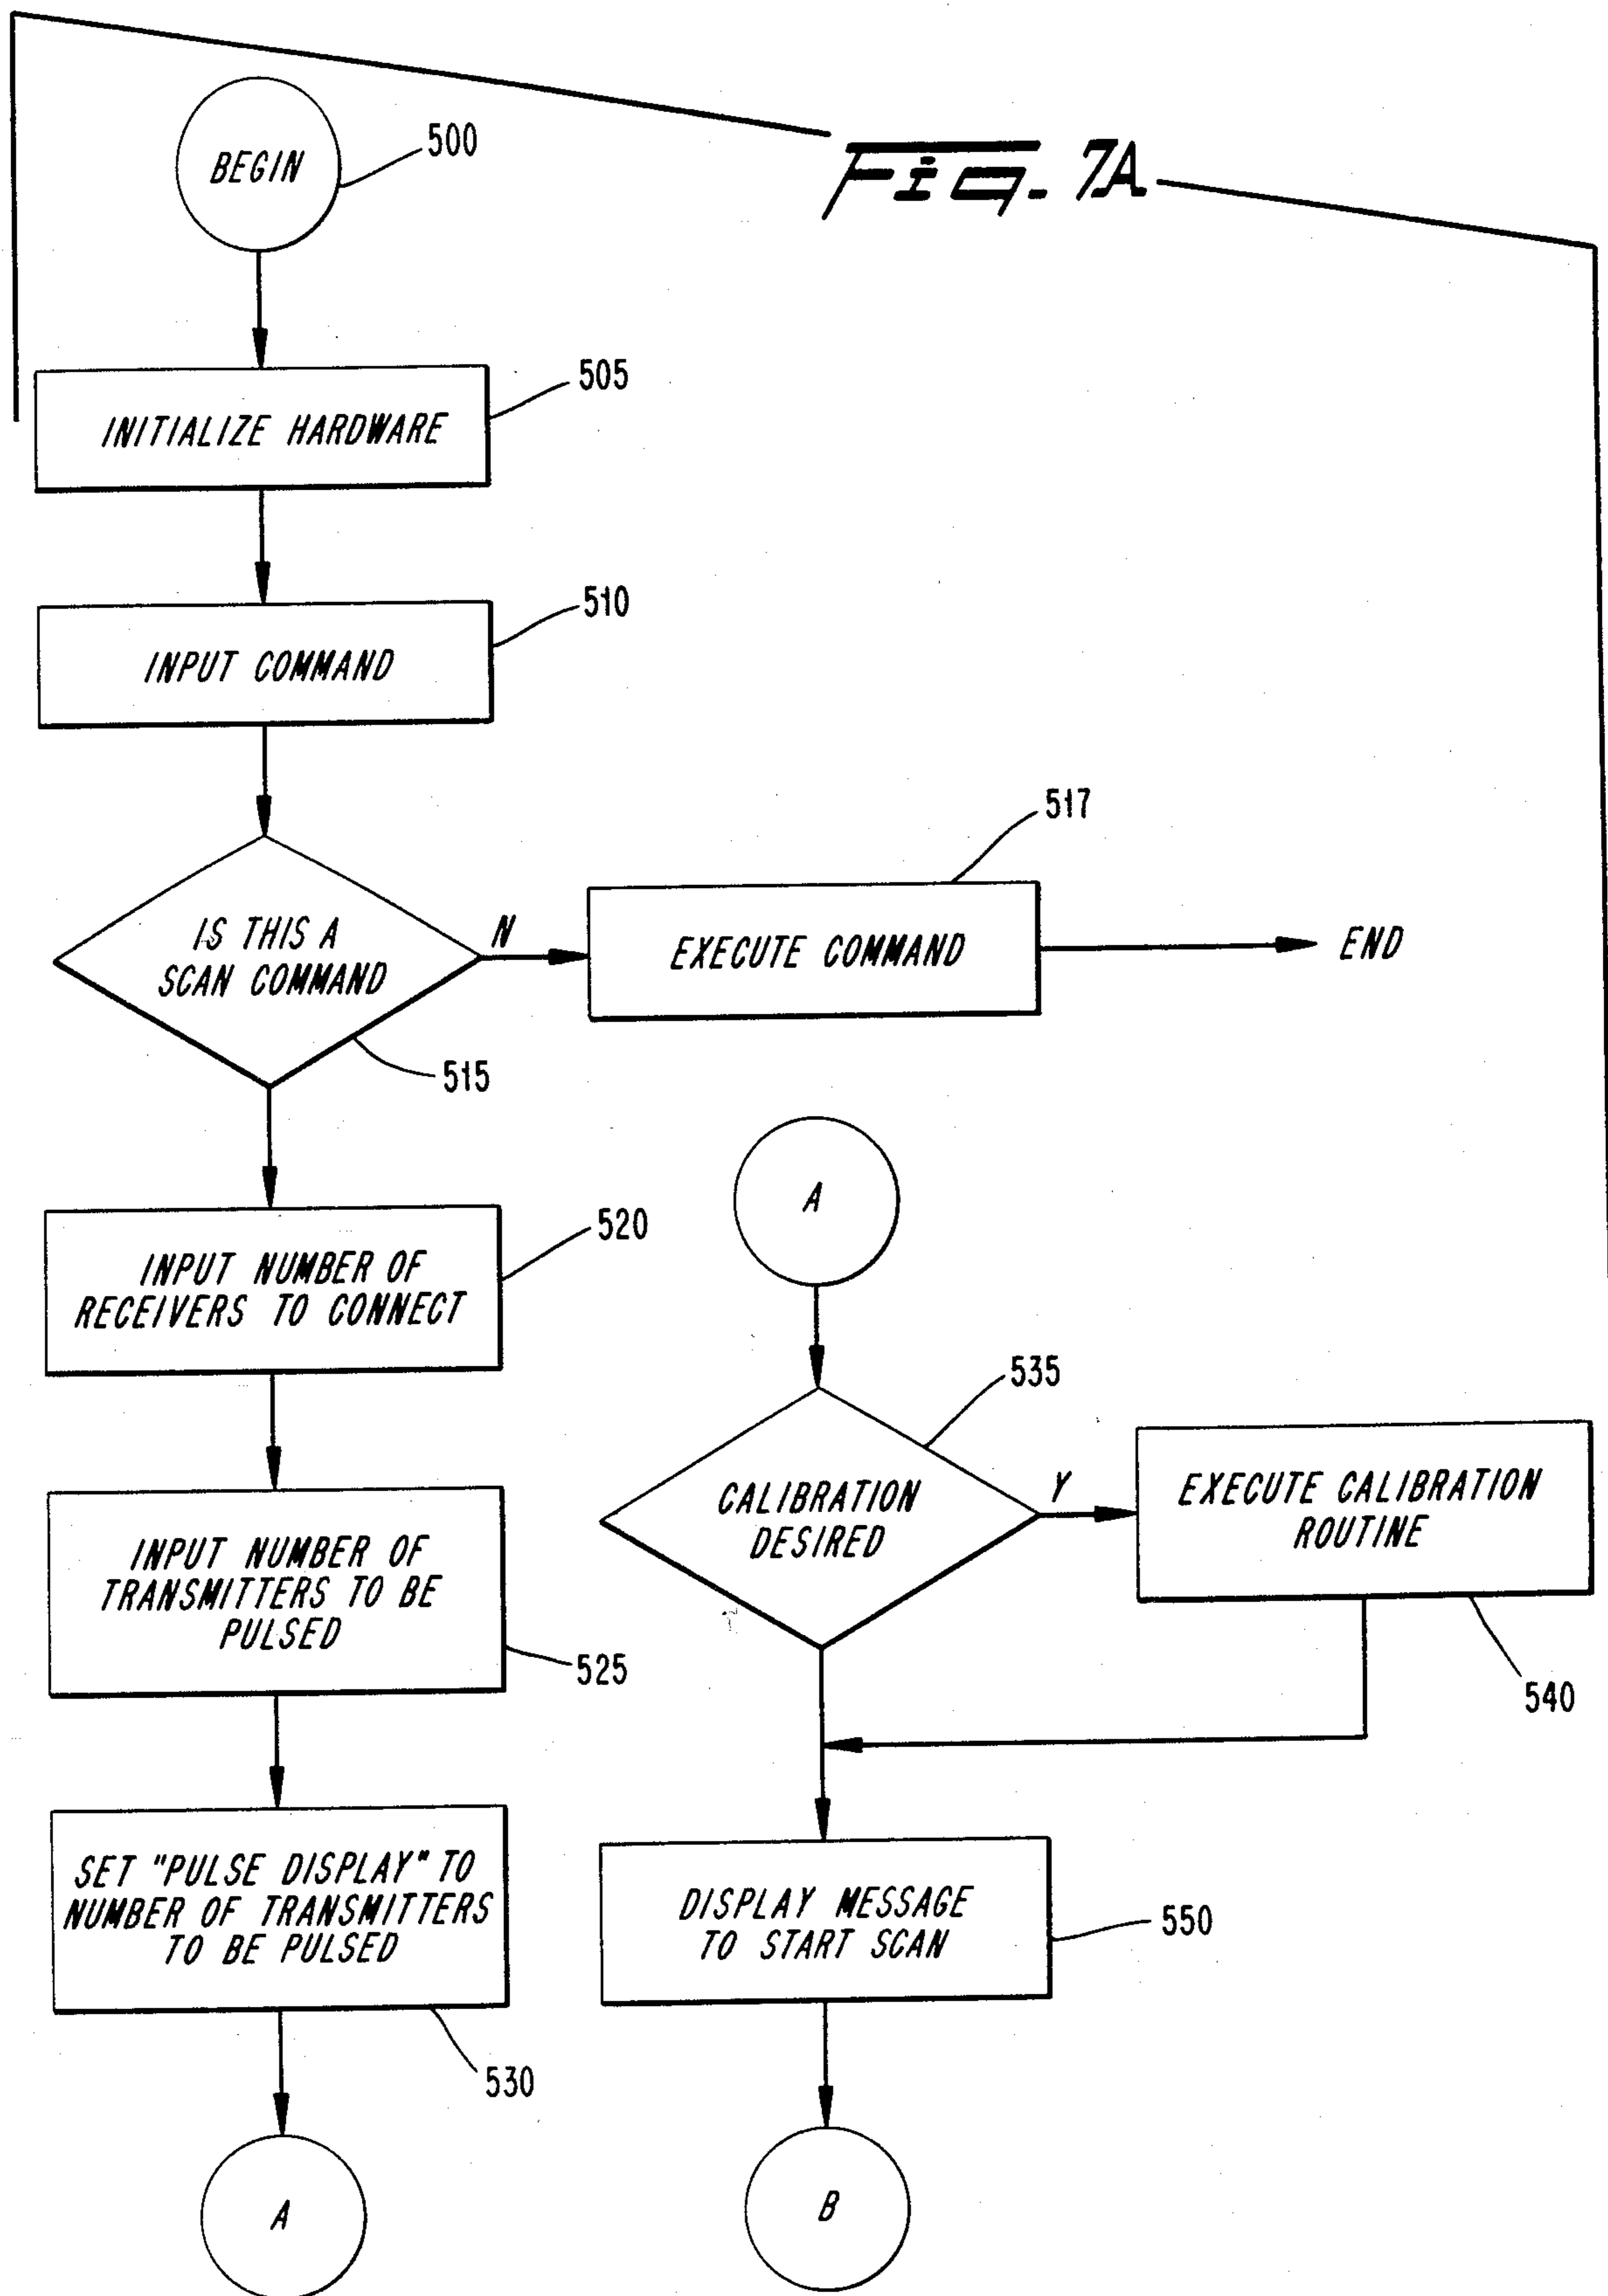 Fig. 7A
BEGIN
500
INITIALIZE HARDWARE
505
INPUT COMMAND
510
IS THIS A
SCAN COMMAND
515
N
EXECUTE COMMAND
517
END
INPUT NUMBER OF
RECEIVERS TO CONNECT
520
INPUT NUMBER OF
TRANSMITTERS TO BE
PULSED
525
SET "PULSE DISPLAY" TO
NUMBER OF TRANSMITTERS
TO BE PULSED
530
A
A
CALIBRATION
DESIRED
535
Y
EXECUTE CALIBRATION
ROUTINE
540
DISPLAY MESSAGE
TO START SCAN
550
B